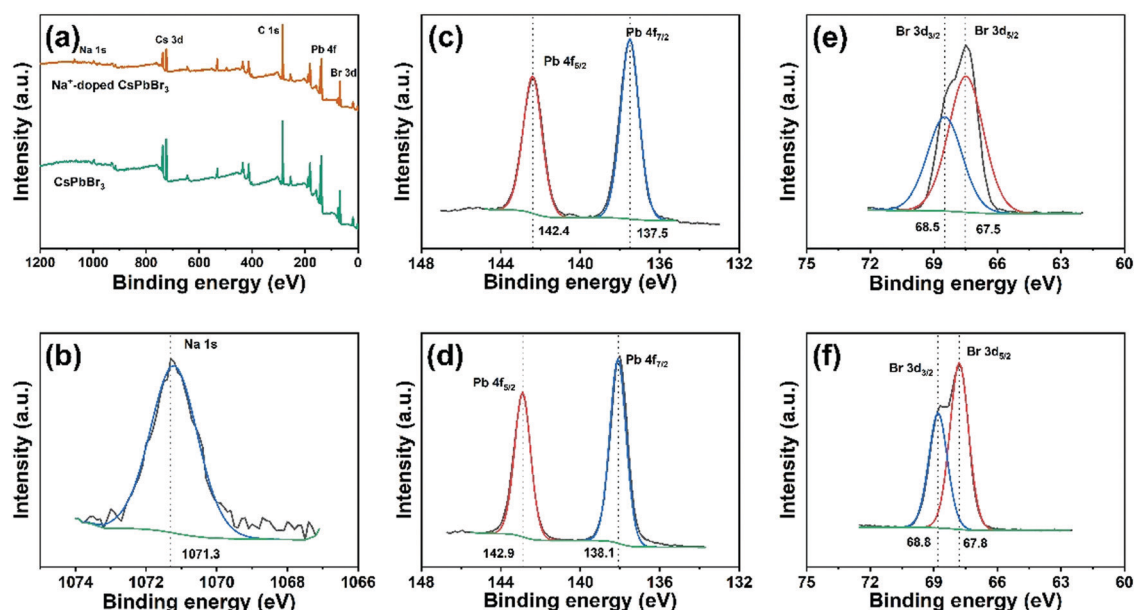 (a)
Na 1s
Cs 3d
C 1s
Pb 4f
Br 3d
Na⁺-doped CsPbBr₃
CsPbBr₃
Intensity (a.u.)
1200 1000 800 600 400 200 0
Binding energy (eV)
(c)
Pb 4f₅/₂
Pb 4f₇/₂
142.4
137.5
Intensity (a.u.)
148 144 140 136 132
Binding energy (eV)
(e)
Br 3d₃/₂
Br 3d₅/₂
68.5
67.5
Intensity (a.u.)
75 72 69 66 63 60
Binding energy (eV)
(b)
Na 1s
1071.3
Intensity (a.u.)
1074 1072 1070 1068 1066
Binding energy (eV)
(d)
Pb 4f₅/₂
Pb 4f₇/₂
142.9
138.1
Intensity (a.u.)
148 144 140 136 132
Binding energy (eV)
(f)
Br 3d₃/₂
Br 3d₅/₂
68.8
67.8
Intensity (a.u.)
75 72 69 66 63 60
Binding energy (eV)